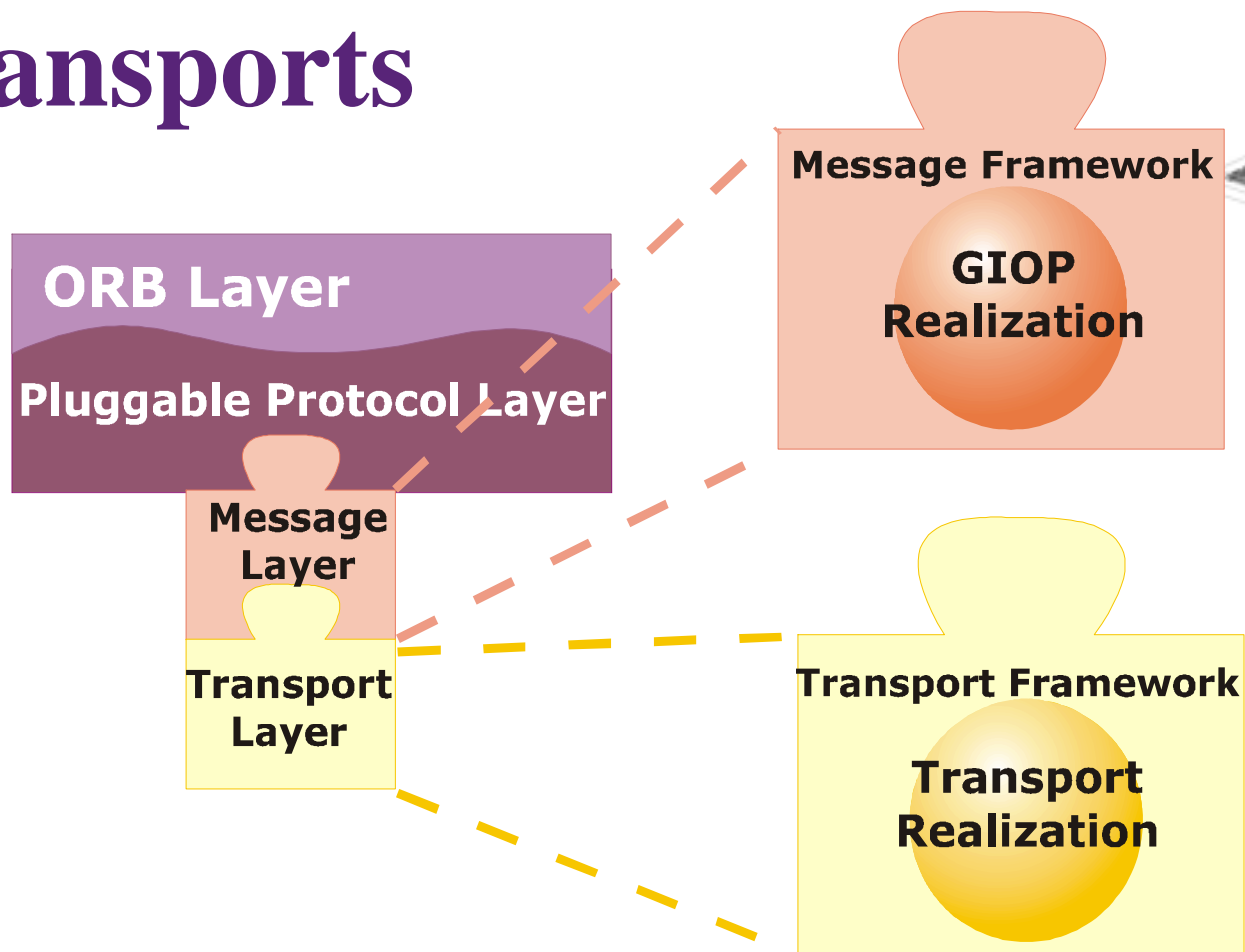 ansports
ORB Layer
Pluggable Protocol Layer
Message
Layer
Transport
Layer
Message Framework
GIOP
Realization
Transport Framework
Transport
Realization